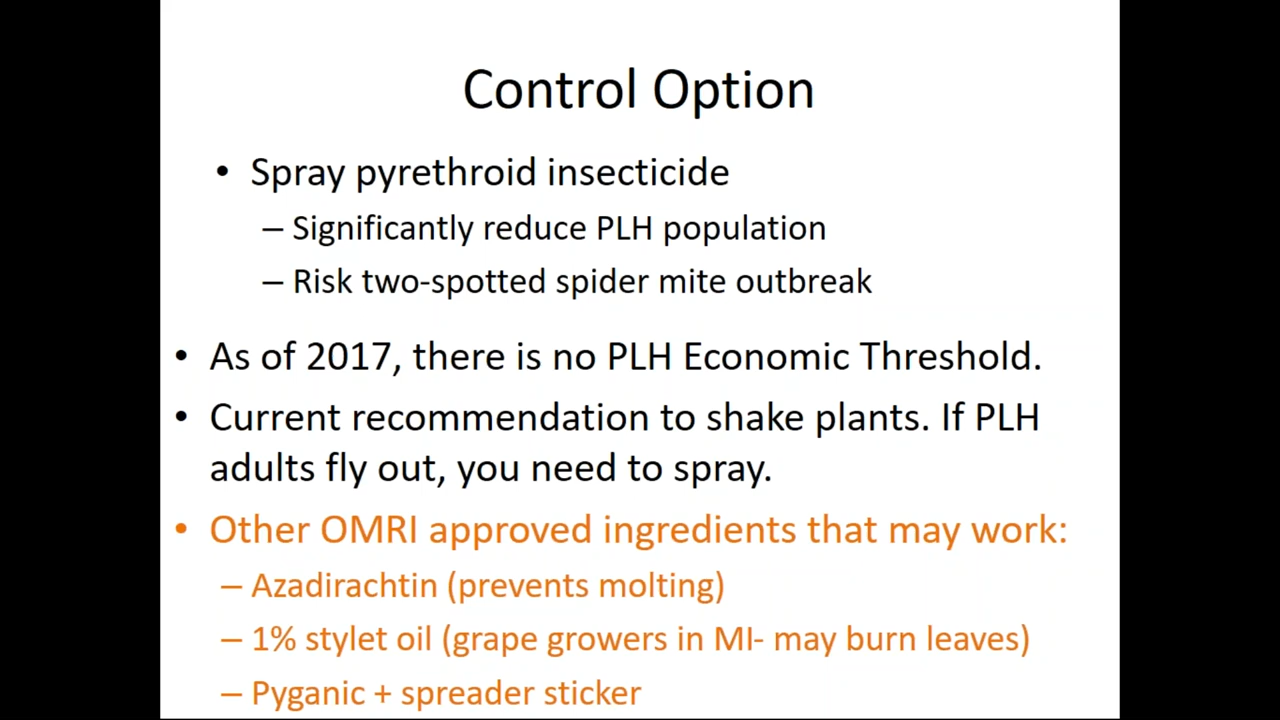 Control Option
• Spray pyrethroid insecticide
– Significantly reduce PLH population
– Risk two-spotted spider mite outbreak
• As of 2017, there is no PLH Economic Threshold.
• Current recommendation to shake plants. If PLH
adults fly out, you need to spray.
• Other OMRI approved ingredients that may work:
– Azadirachtin (prevents molting)
– 1% stylet oil (grape growers in MI- may burn leaves)
– Pyganic + spreader sticker